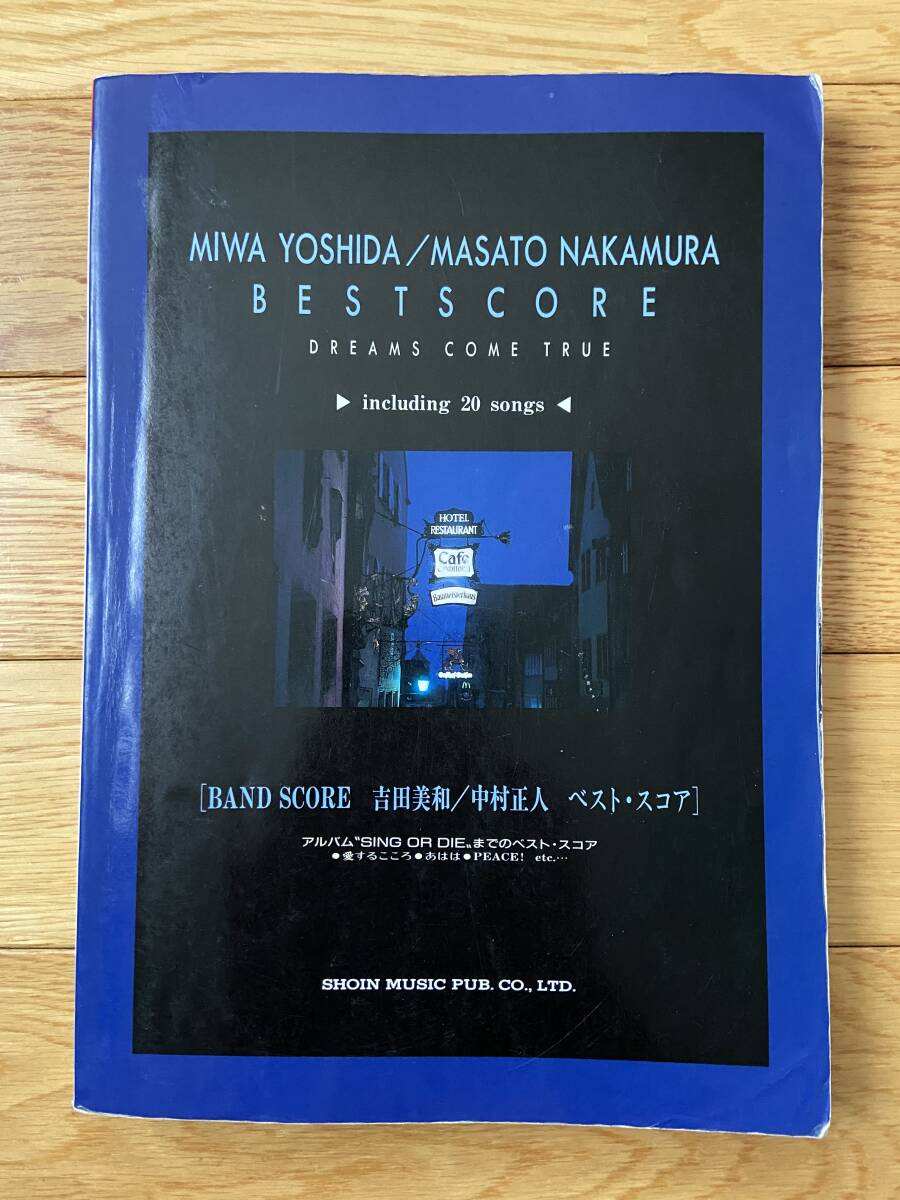 MIWA YOSHIDA/MASATO NAKAMURA
BESTSCORE
DREAMS COME TRUE
▶ including 20 songs ◀
HOTEL
RESTAURANT
Café
Baumeisterhaus
[BAND SCORE 吉田美和/中村正人 ベスト・スコア]
アルバム〝SING OR DIE〟までのベスト・スコア
●愛するこころ●あはは●PEACE! etc.…
SHOIN MUSIC PUB. CO., LTD.